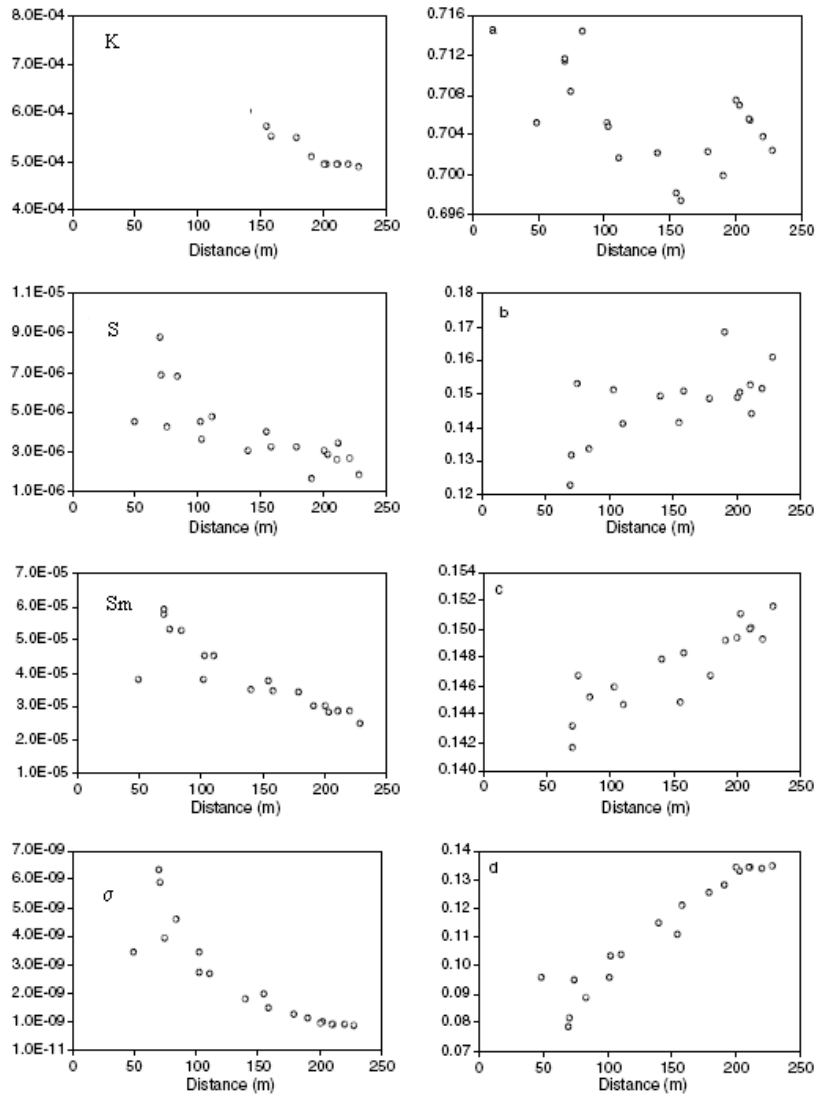 K
8.0E-04
6.0E-04
5.0E-04
4.0E-04
0 50 100 150 200 250
Distance (m)
a
0.716
0.712
0.708
0.704
0.700
0.696
0 50 100 150 200 250
Distance (m)
S
1.1E-05
9.0E-06
7.0E-06
5.0E-06
3.0E-06
1.0E-06
0 50 100 150 200 250
Distance (m)
b
0.18
0.17
0.16
0.15
0.14
0.13
0.12
0 50 100 150 200 250
Distance (m)
Sm
7.0E-05
6.0E-05
5.0E-05
4.0E-05
3.0E-05
2.0E-05
1.0E-05
0 50 100 150 200 250
Distance (m)
c
0.154
0.152
0.150
0.148
0.146
0.144
0.142
0.140
0 50 100 150 200 250
Distance (m)
σ
7.0E-09
6.0E-09
5.0E-09
4.0E-09
3.0E-09
2.0E-09
1.0E-09
1.0E-11
0 50 100 150 200 250
Distance (m)
d
0.14
0.13
0.12
0.11
0.10
0.09
0.08
0.07
0 50 100 150 200 250
Distance (m)